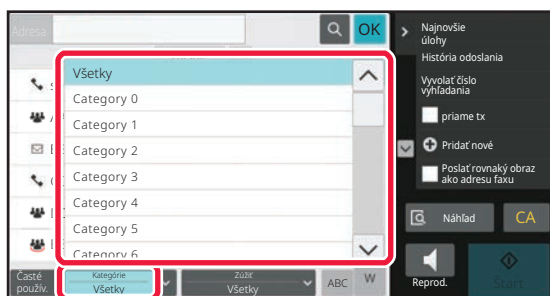 Adresa
OK
Všetky
Category 0
Category 1
Category 2
Category 3
Category 4
Category 5
Category 6
Časté
použív.
Kategórie
Všetky
Zúžiť
Všetky
ABC
W
Najnovšie
úlohy
História odoslania
Vyvolať číslo
vyhľadania
priame tx
Pridať nové
Poslať rovnaký obraz
ako adresu faxu
Náhľad
CA
Reprod.
Start